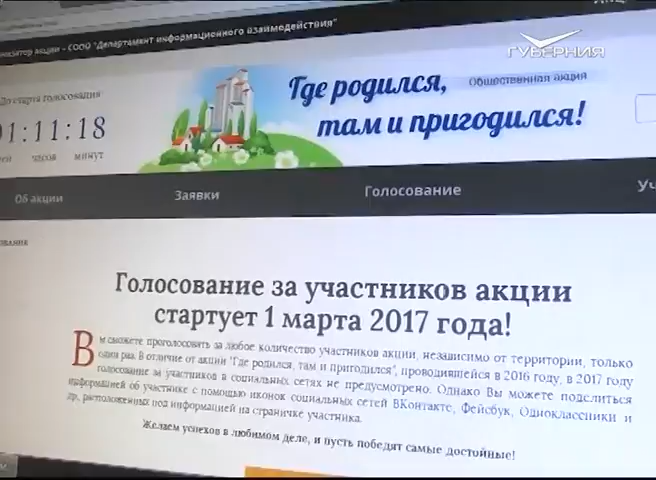 низатор акции - СООО "Департамент информационного взаимодействия"
ГУБЕРНИЯ
До старта голосования
01:11:18
часов минут
Где родился,
Общественная акция
там и пригодился!
Об акции Заявки Голосование Уч
Голосование за участников акции
стартует 1 марта 2017 года!
Вы сможете проголосовать за любое количество участников акции, независимо от территории, только
один раз. В отличие от акции "Где родился, там и пригодился", проводившейся в 2016 году, в 2017 году
голосование за участников в социальных сетях не предусмотрено. Однако Вы можете поделиться
информацией об участнике с помощью иконок социальных сетей ВКонтакте, Фейсбук, Одноклассники и
др, расположенных под информацией на страничке участника.
Желаем успехов в любимом деле, и пусть победят самые достойные!